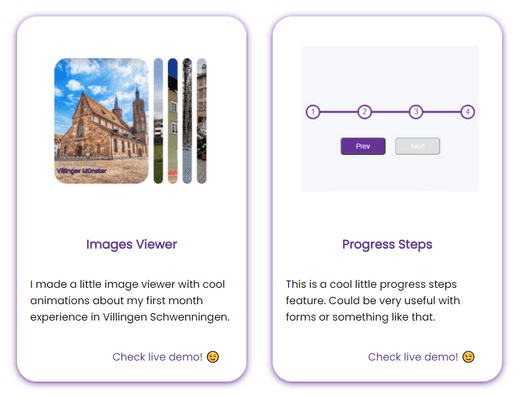 Villinger Münster
Images Viewer
I made a little image viewer with cool
animations about my first month
experience in Villingen Schwenningen.
Check live demo! 😉
1 2 3 4
Prev Next
Progress Steps
This is a cool little progress steps
feature. Could be very useful with
forms or something like that.
Check live demo! 😉